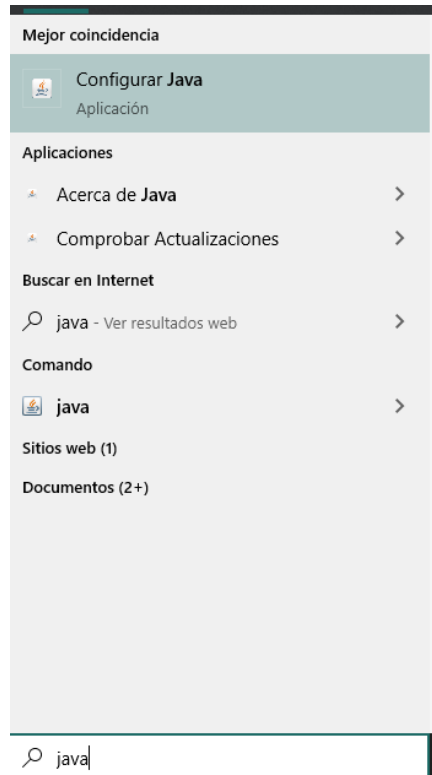 Mejor coincidencia
Configurar Java
Aplicación
Aplicaciones
Acerca de Java
Comprobar Actualizaciones
Buscar en Internet
java - Ver resultados web
Comando
java
Sitios web (1)
Documentos (2+)
java